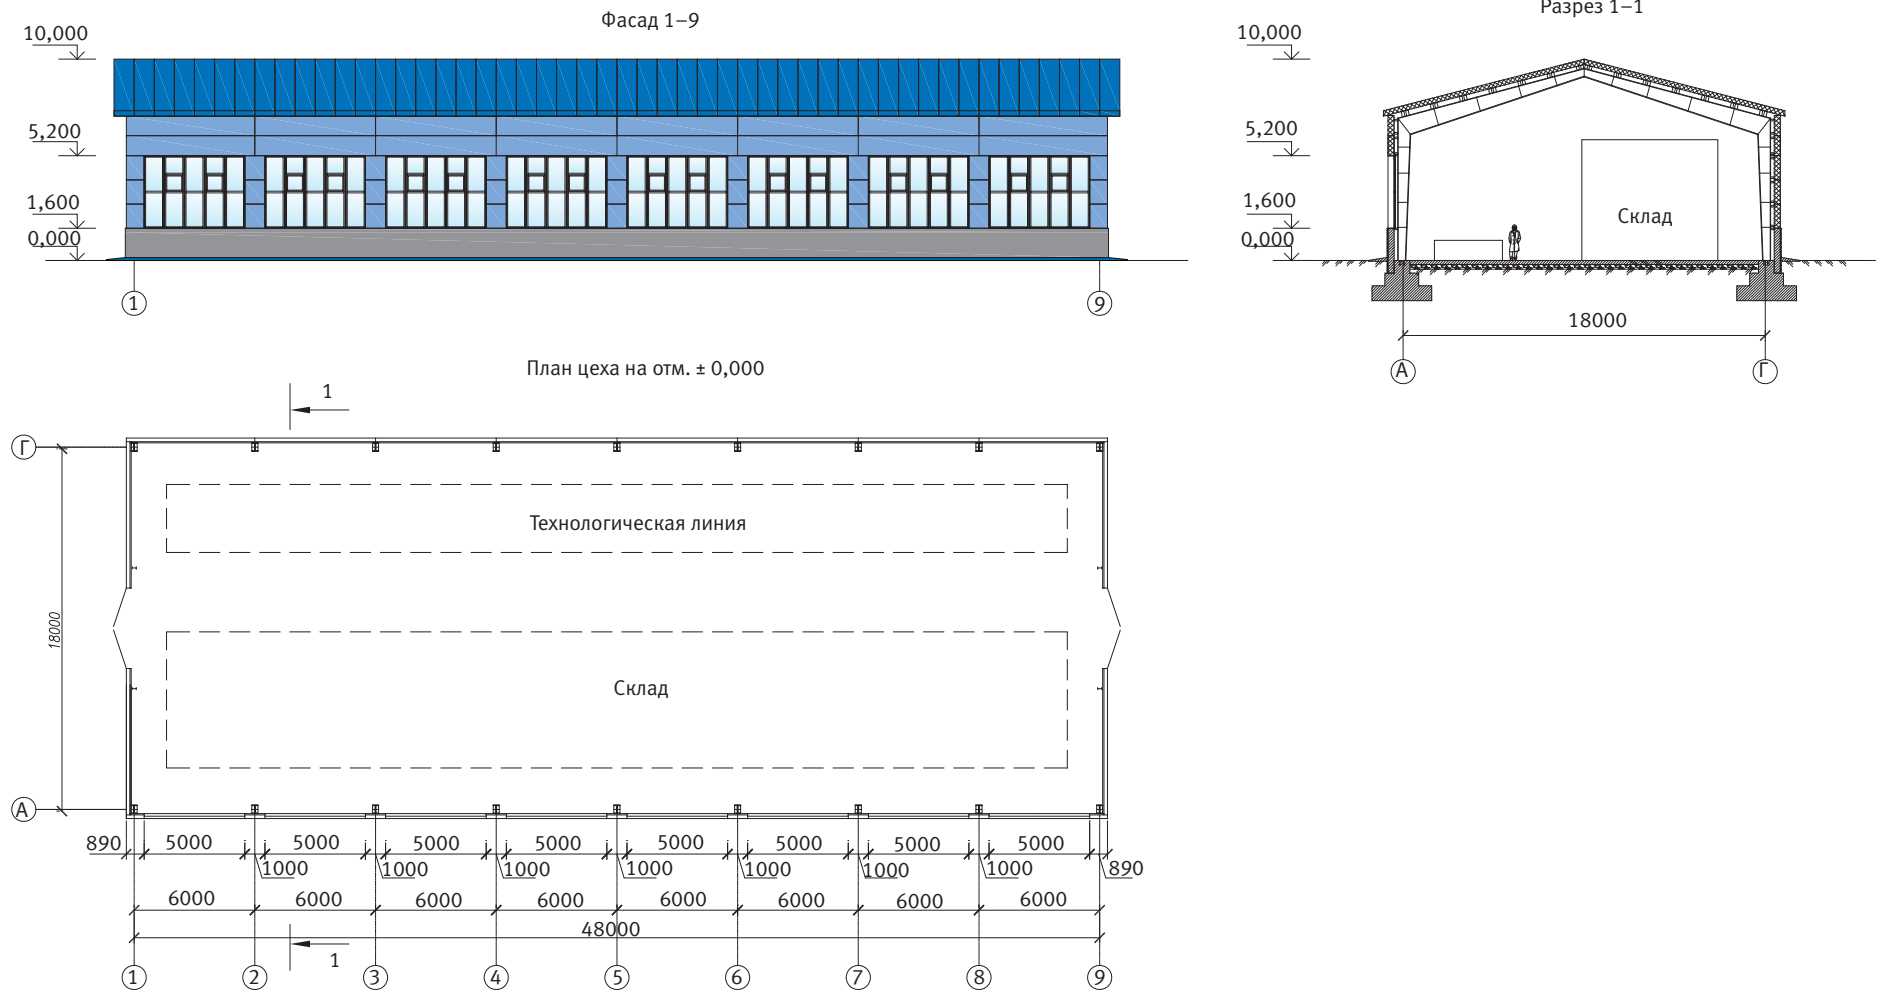 Фасад 1–9
10,000
5,200
1,600
0,000
1
9
Разрез 1–1
10,000
5,200
1,600
0,000
Склад
18000
А
Г
План цеха на отм. ± 0,000
1
Г
Технологическая линия
18000
Склад
А
890 5000 5000 5000 5000 5000 5000 5000 5000
1000 1000 1000 1000 1000 1000 1000 890
6000 6000 6000 6000 6000 6000 6000 6000
48000
1
1 2 3 4 5 6 7 8 9